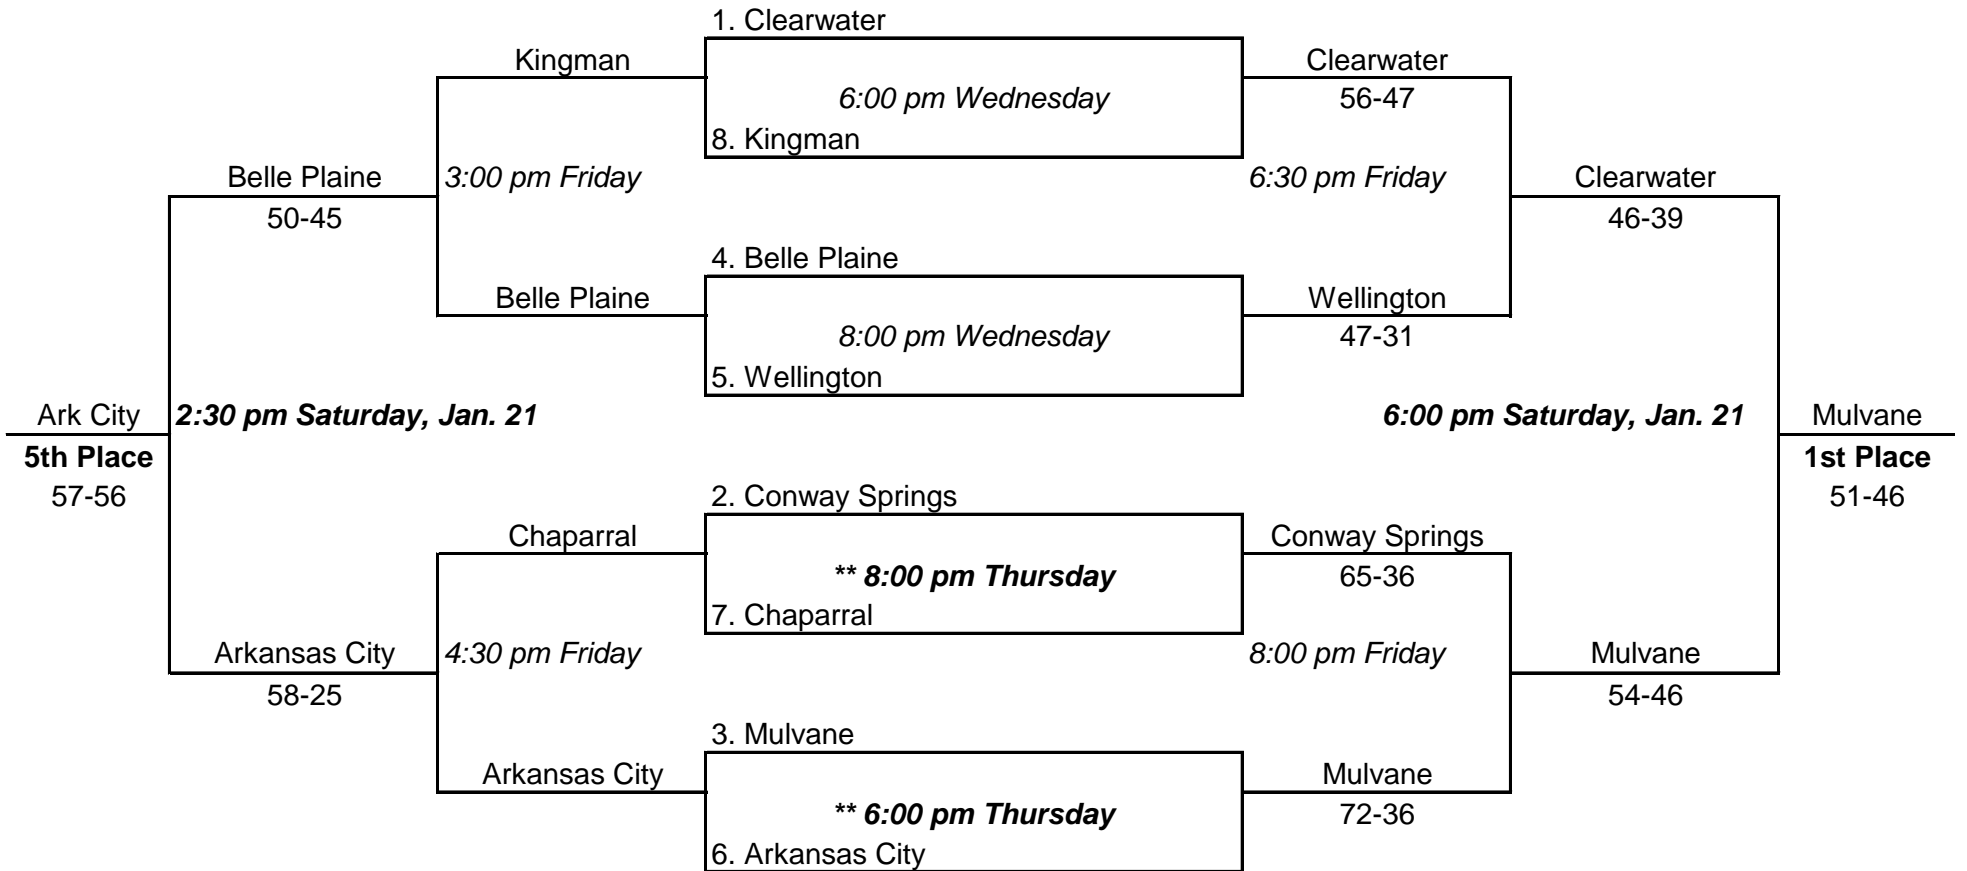 1. Clearwater
Kingman
Clearwater
6:00 pm Wednesday
56-47
8. Kingman
Belle Plaine
3:00 pm Friday
6:30 pm Friday
Clearwater
50-45
46-39
4. Belle Plaine
Belle Plaine
Wellington
8:00 pm Wednesday
47-31
5. Wellington
Ark City
2:30 pm Saturday, Jan. 21
6:00 pm Saturday, Jan. 21
Mulvane
5th Place
1st Place
57-56
2. Conway Springs
51-46
Chaparral
Conway Springs
** 8:00 pm Thursday
65-36
7. Chaparral
Arkansas City
4:30 pm Friday
8:00 pm Friday
Mulvane
58-25
54-46
3. Mulvane
Arkansas City
Mulvane
** 6:00 pm Thursday
72-36
6. Arkansas City